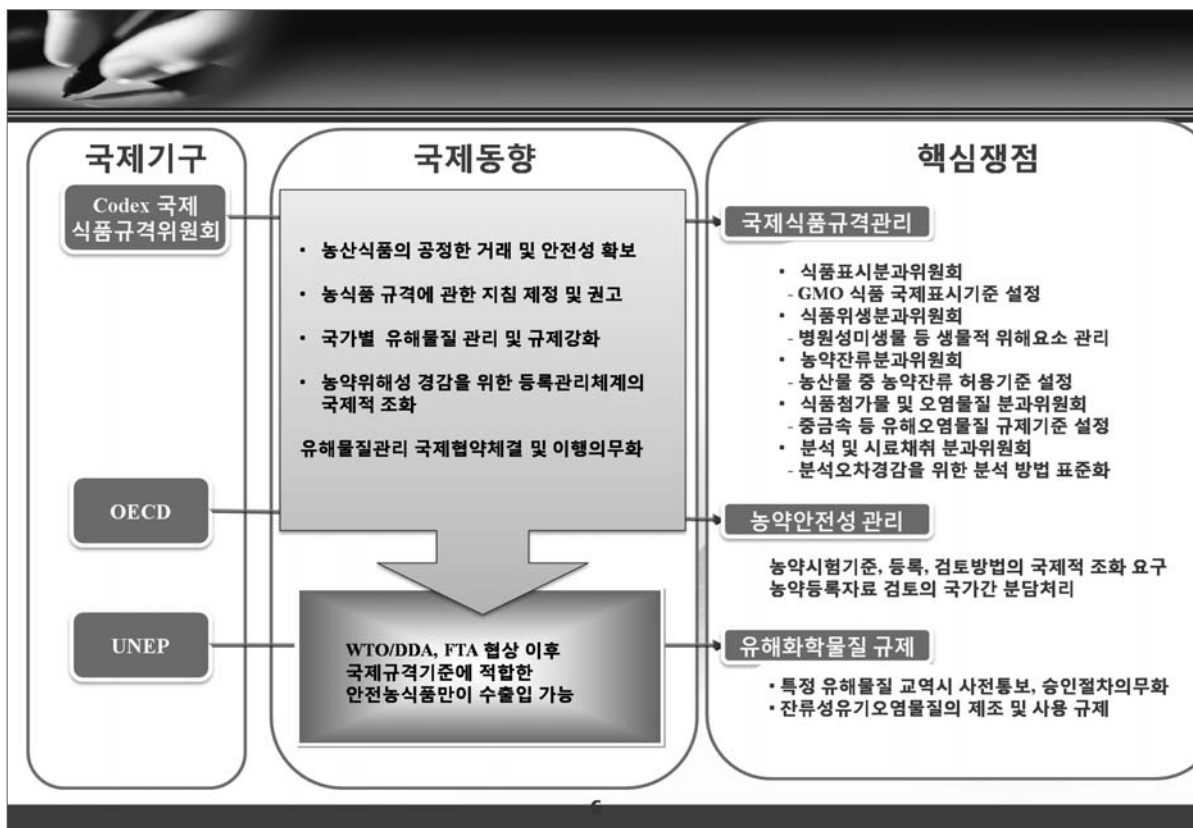 국제기구
Codex 국제
식품규격위원회
OECD
UNEP
국제동향
• 농산식품의 공정한 거래 및 안전성 확보
• 농식품 규격에 관한 지침 제정 및 권고
• 국가별 유해물질 관리 및 규제강화
• 농약위해성 경감을 위한 등록관리체계의
국제적 조화
유해물질관리 국제협약체결 및 이행의무화
WTO/DDA, FTA 협상 이후
국제규격기준에 적합한
안전농식품만이 수출입 가능
핵심쟁점
국제식품규격관리
• 식품표시분과위원회
- GMO 식품 국제표시기준 설정
• 식품위생분과위원회
- 병원성미생물 등 생물적 위해요소 관리
• 농약잔류분과위원회
- 농산물 중 농약잔류 허용기준 설정
• 식품첨가물 및 오염물질 분과위원회
- 중금속 등 유해오염물질 규제기준 설정
• 분석 및 시료채취 분과위원회
- 분석오차경감을 위한 분석 방법 표준화
농약안전성 관리
농약시험기준, 등록, 검토방법의 국제적 조화 요구
농약등록자료 검토의 국가간 분담처리
유해화학물질 규제
• 특정 유해물질 교역시 사전통보, 승인절차의무화
• 잔류성유기오염물질의 제조 및 사용 규제
6